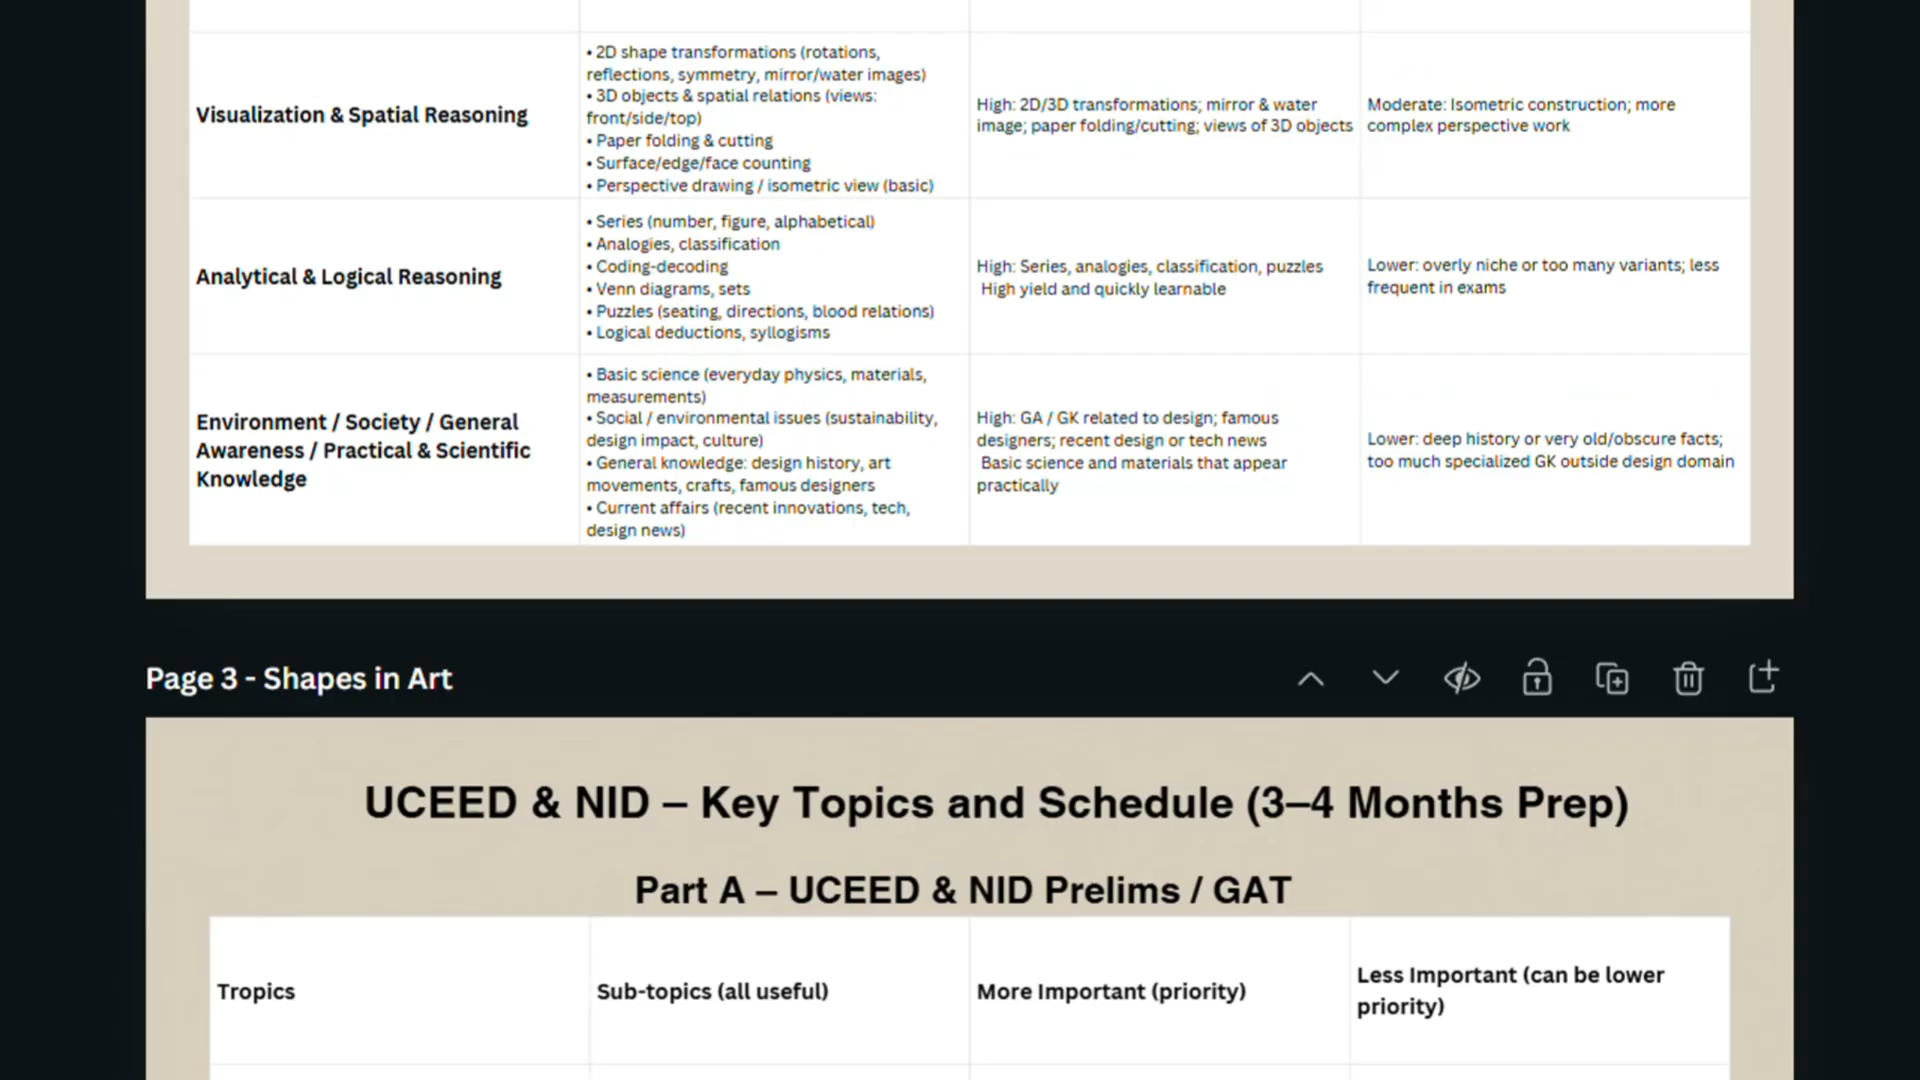 Visualization & Spatial Reasoning
• 2D shape transformations (rotations,
reflections, symmetry, mirror/water images)
• 3D objects & spatial relations (views:
front/side/top)
• Paper folding & cutting
• Surface/edge/face counting
• Perspective drawing / isometric view (basic)
High: 2D/3D transformations; mirror & water
image; paper folding/cutting; views of 3D objects
Moderate: Isometric construction; more
complex perspective work
Analytical & Logical Reasoning
• Series (number, figure, alphabetical)
• Analogies, classification
• Coding-decoding
• Venn diagrams, sets
• Puzzles (seating, directions, blood relations)
• Logical deductions, syllogisms
High: Series, analogies, classification, puzzles
High yield and quickly learnable
Lower: overly niche or too many variants; less
frequent in exams
Environment / Society / General
Awareness / Practical & Scientific
Knowledge
• Basic science (everyday physics, materials,
measurements)
• Social / environmental issues (sustainability,
design impact, culture)
• General knowledge: design history, art
movements, crafts, famous designers
• Current affairs (recent innovations, tech,
design news)
High: GA / GK related to design; famous
designers; recent design or tech news
Basic science and materials that appear
practically
Lower: deep history or very old/obscure facts;
too much specialized GK outside design domain
Page 3 - Shapes in Art
UCEED & NID – Key Topics and Schedule (3–4 Months Prep)
Part A – UCEED & NID Prelims / GAT
Tropics
Sub-topics (all useful)
More Important (priority)
Less Important (can be lower
priority)